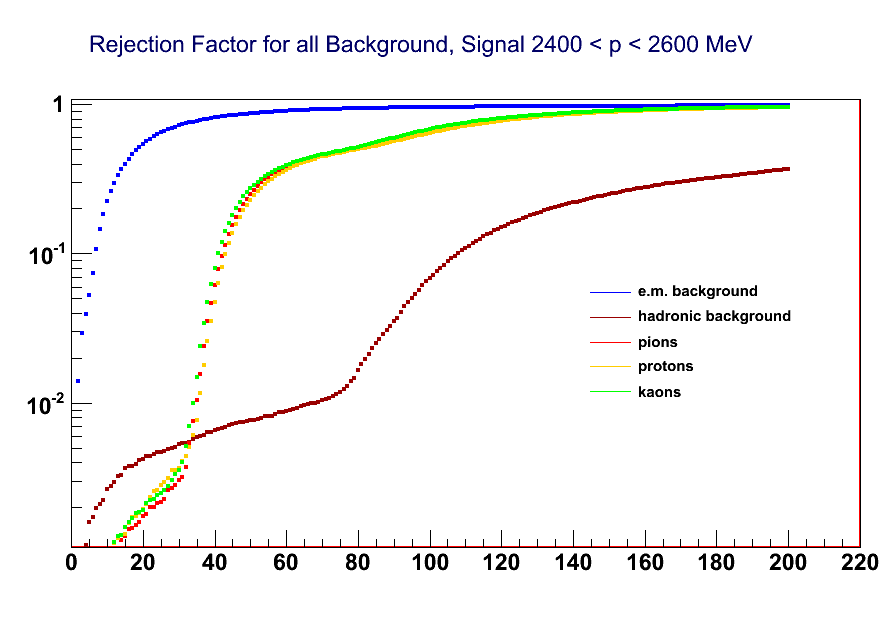 Rejection Factor for all Background, Signal 2400 < p < 2600 MeV
1
10-1
10-2
e.m. background
hadronic background
pions
protons
kaons
0 20 40 60 80 100 120 140 160 180 200 220